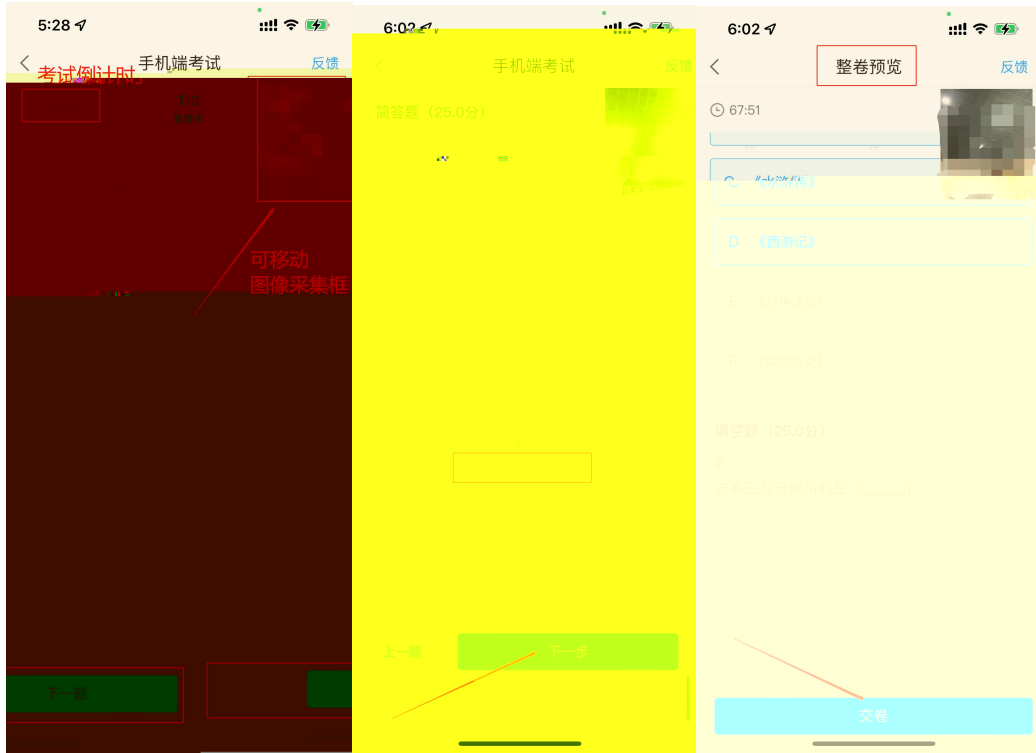 5:28
手机端考试
反馈
考试倒计时
1/3
可移动
图像采集框
下一题
6:02
手机端考试
反馈
简答题（25.0分）
上一题
下一步
6:02
整卷预览
反馈
67:51
C 《水浒传》
D 《西游记》
E
F
填空题（25.0分）
2.
交卷